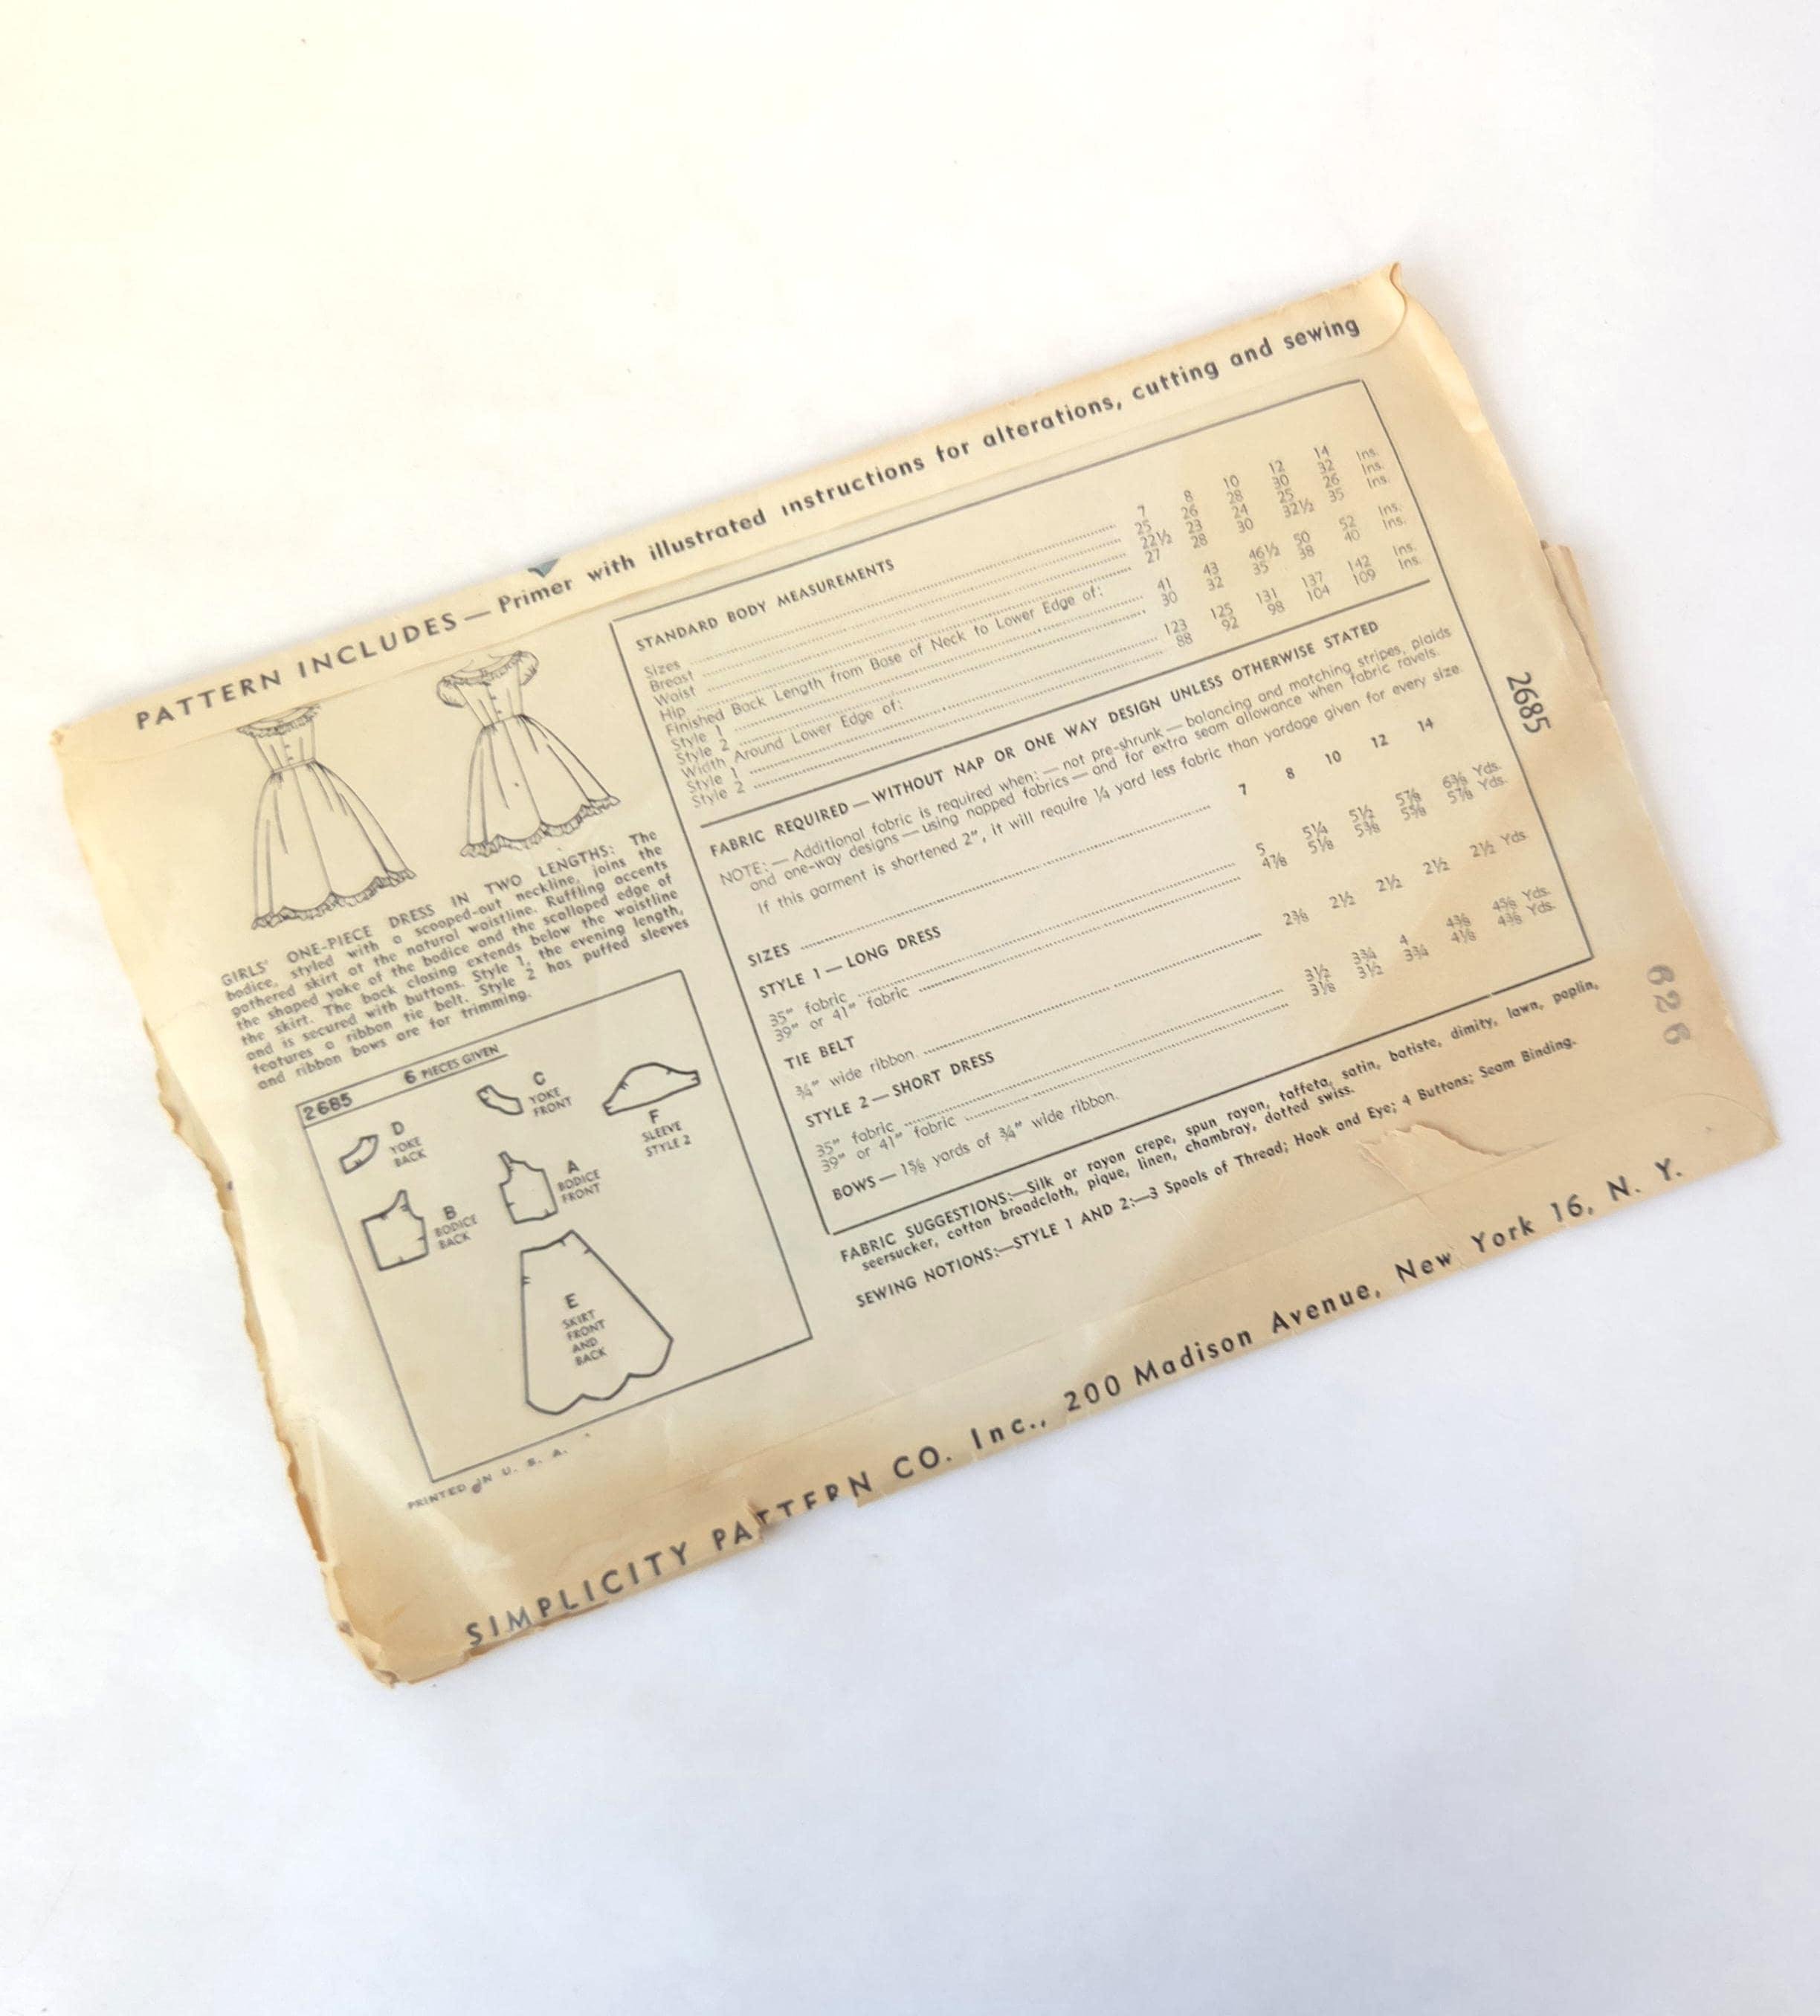 PATTERN INCLUDES — Primer with illustrated instructions for alterations, cutting and sewing
GIRLS' ONE-PIECE DRESS IN TWO LENGTHS: The
bodice, styled with a scooped-out neckline, joins the
gathered skirt at the natural waistline. Ruffling accents
the shaped yoke of the bodice and the scalloped edge of
the skirt. The back closing extends below the waistline
and is secured with buttons. Style 1, the evening length,
features a ribbon tie belt. Style 2 has puffed sleeves
and ribbon bows are for trimming.
2685 6 PIECES GIVEN
D
YOKE
BACK
C
YOKE
FRONT
F
SLEEVE
STYLE 2
B
BODICE
BACK
A
BODICE
FRONT
E
SKIRT
FRONT
AND
BACK
PRINTED IN U. S. A.
STANDARD BODY MEASUREMENTS
Sizes 7 8 10 12 14
Breast 25 26 28 30 32 Ins.
Waist 22½ 23 24 25 26 Ins.
Hip 27 28 30 32½ 35 Ins.
Finished Back Length from Base of Neck to Lower Edge of:
Style 1 41 43 46½ 50 52 Ins.
Style 2 30 32 35 38 40 Ins.
Width Around Lower Edge of:
Style 1 123 125 131 137 142 Ins.
Style 2 88 92 98 104 109 Ins.
FABRIC REQUIRED — WITHOUT NAP OR ONE WAY DESIGN UNLESS OTHERWISE STATED
NOTE: — Additional fabric is required when: — not pre-shrunk — balancing and matching stripes, plaids
and one-way designs — using napped fabrics — and for extra seam allowance when fabric ravels.
If this garment is shortened 2", it will require ¼ yard less fabric than yardage given for every size.
SIZES 7 8 10 12 14
STYLE 1 — LONG DRESS
35" fabric 5 5¼ 5½ 5⅞ 6⅜ Yds.
39" or 41" fabric 4⅞ 5⅛ 5⅜ 5⅝ 5⅞ Yds.
TIE BELT
¾" wide ribbon 2⅜ 2½ 2½ 2½ 2½ Yds.
STYLE 2 — SHORT DRESS
35" fabric 3½ 3¾ 4 4⅜ 4⅝ Yds.
39" or 41" fabric 3⅛ 3½ 3¾ 4⅛ 4⅜ Yds.
BOWS — 1⅝ yards of ¾" wide ribbon.
FABRIC SUGGESTIONS:—Silk or rayon crepe, spun rayon, taffeta, satin, batiste, dimity, lawn, poplin,
seersucker, cotton broadcloth, pique, linen, chambray, dotted swiss.
SEWING NOTIONS:—STYLE 1 AND 2:—3 Spools of Thread; Hook and Eye; 4 Buttons; Seam Binding.
2685
626
SIMPLICITY PATTERN CO. Inc., 200 Madison Avenue, New York 16, N. Y.